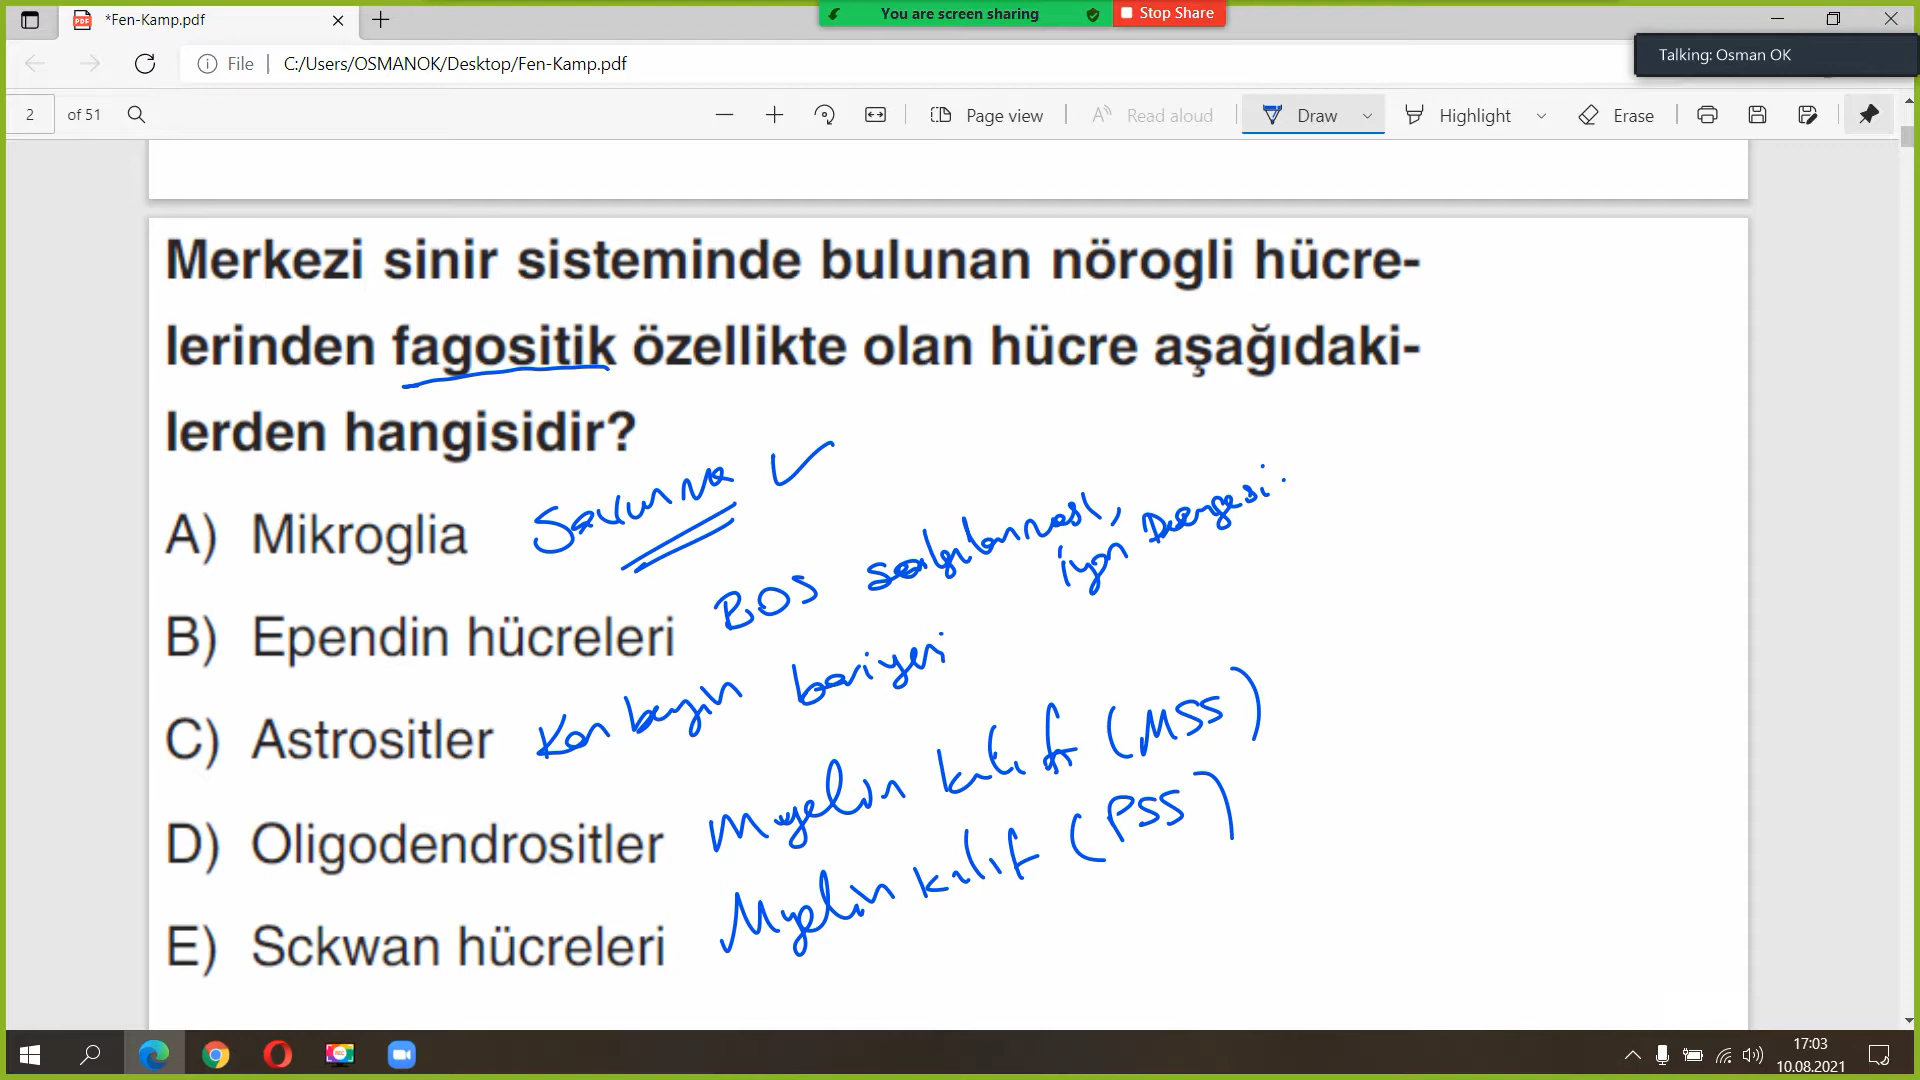 *Fen-Kamp.pdf
You are screen sharing
Stop Share
Talking: Osman OK
File
C:/Users/OSMANOK/Desktop/Fen-Kamp.pdf
2 of 51
Page view
Read aloud
Draw
Highlight
Erase
Merkezi sinir sisteminde bulunan nörogli hücre-
lerinden fagositik özellikte olan hücre aşağıdaki-
lerden hangisidir?
A) Mikroglia
Savunma
B) Ependin hücreleri
BOS salgılanması,
iyon Dengesi.
C) Astrositler
Kan beyin bariyeri
D) Oligodendrositler
Myelin kılıf (MSS)
E) Sckwan hücreleri
Myelin kılıf (PSS)
17:03
10.08.2021